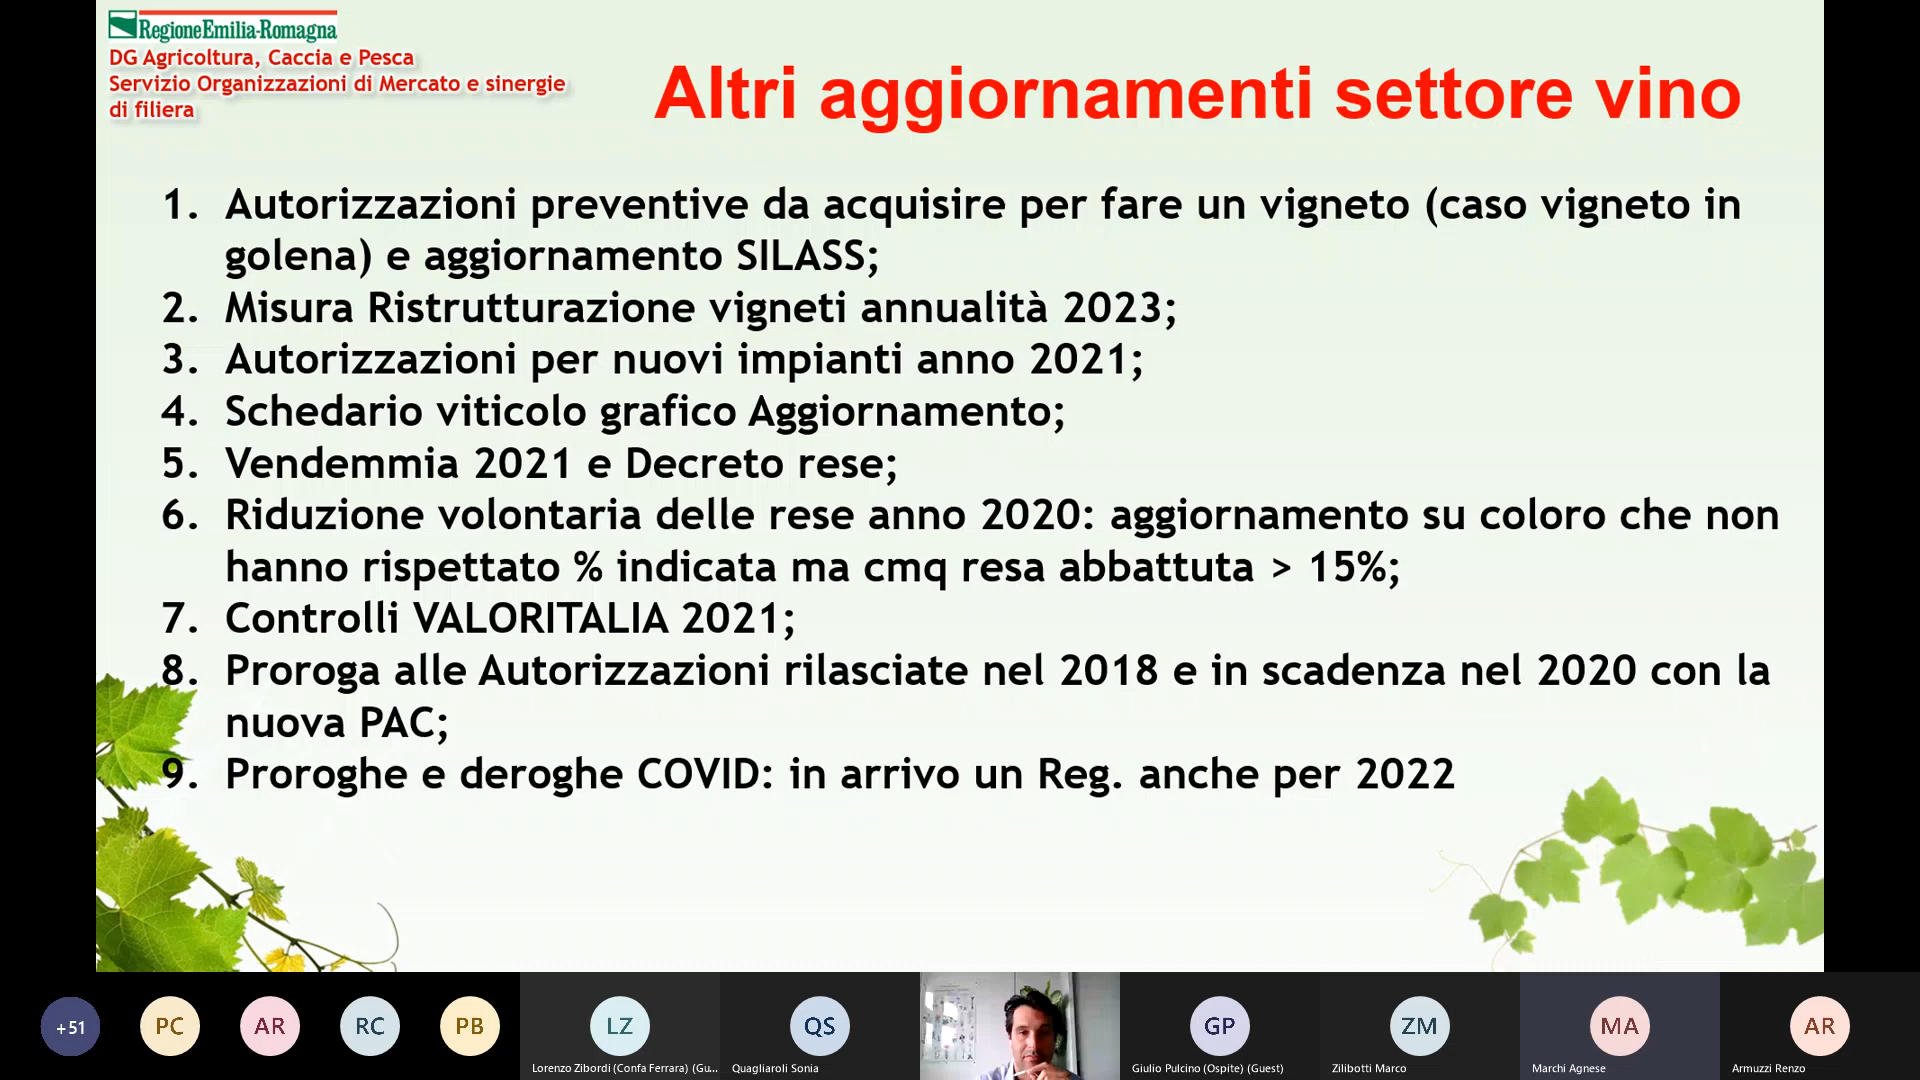 RegioneEmilia-Romagna
DG Agricoltura, Caccia e Pesca
Servizio Organizzazioni di Mercato e sinergie
di filiera
Altri aggiornamenti settore vino
1. Autorizzazioni preventive da acquisire per fare un vigneto (caso vigneto in
golena) e aggiornamento SILASS;
2. Misura Ristrutturazione vigneti annualità 2023;
3. Autorizzazioni per nuovi impianti anno 2021;
4. Schedario viticolo grafico Aggiornamento;
5. Vendemmia 2021 e Decreto rese;
6. Riduzione volontaria delle rese anno 2020: aggiornamento su coloro che non
hanno rispettato % indicata ma cmq resa abbattuta > 15%;
7. Controlli VALORITALIA 2021;
8. Proroga alle Autorizzazioni rilasciate nel 2018 e in scadenza nel 2020 con la
nuova PAC;
9. Proroghe e deroghe COVID: in arrivo un Reg. anche per 2022
+51
PC
AR
RC
PB
LZ
Lorenzo Zibordi (Confa Ferrara) (Gu...
QS
Quagliaroli Sonia
GP
Giulio Pulcino (Ospite) (Guest)
ZM
Zilibotti Marco
MA
Marchi Agnese
AR
Armuzzi Renzo